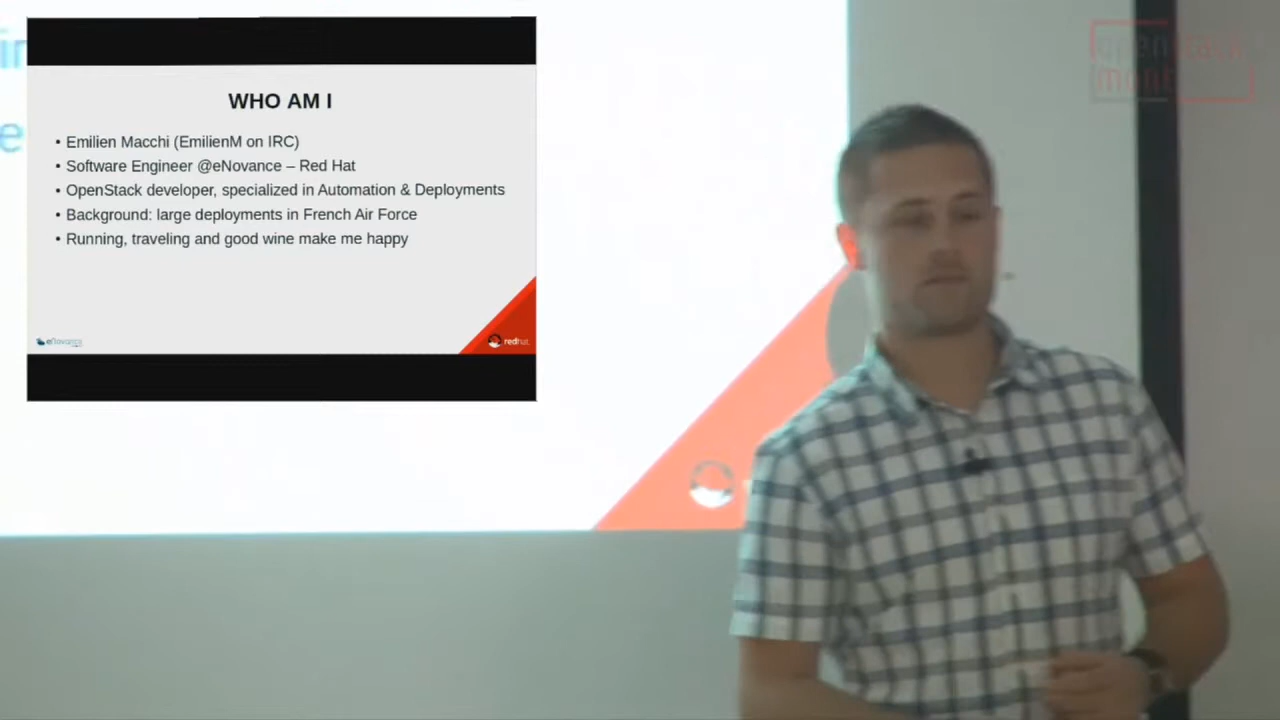 WHO AM I
• Emilien Macchi (EmilienM on IRC)
• Software Engineer @eNovance – Red Hat
• OpenStack developer, specialized in Automation & Deployments
• Background: large deployments in French Air Force
• Running, traveling and good wine make me happy
eNovance
redhat